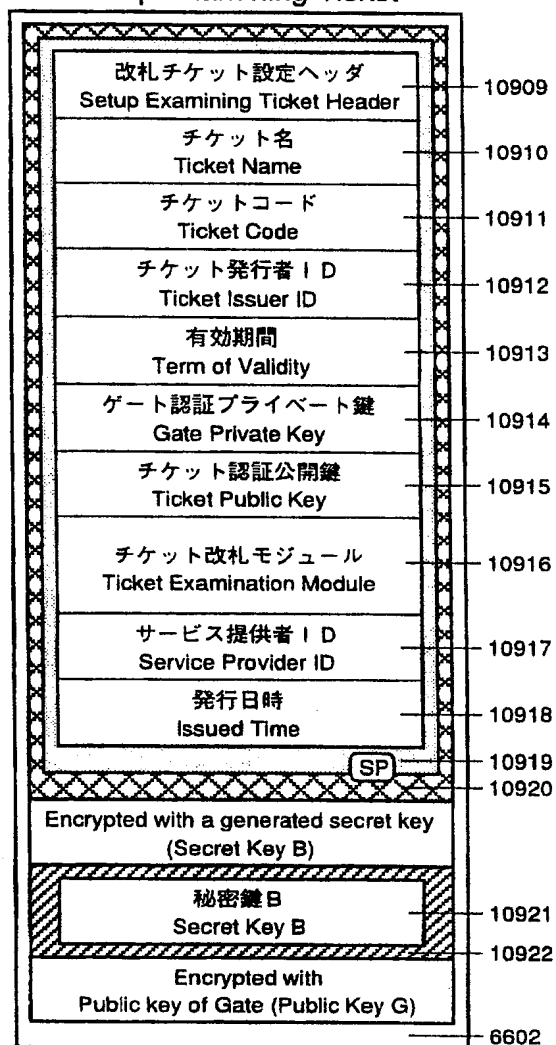 改札チケット設定ヘッダ
Setup Examining Ticket Header
10909
チケット名
Ticket Name
10910
チケットコード
Ticket Code
10911
チケット発行者ID
Ticket Issuer ID
10912
有効期間
Term of Validity
10913
ゲート認証プライベート鍵
Gate Private Key
10914
チケット認証公開鍵
Ticket Public Key
10915
チケット改札モジュール
Ticket Examination Module
10916
サービス提供者ID
Service Provider ID
10917
発行日時
Issued Time
10918
SP
10919
10920
Encrypted with a generated secret key
(Secret Key B)
秘密鍵B
Secret Key B
10921
10922
Encrypted with
Public key of Gate (Public Key G)
6602